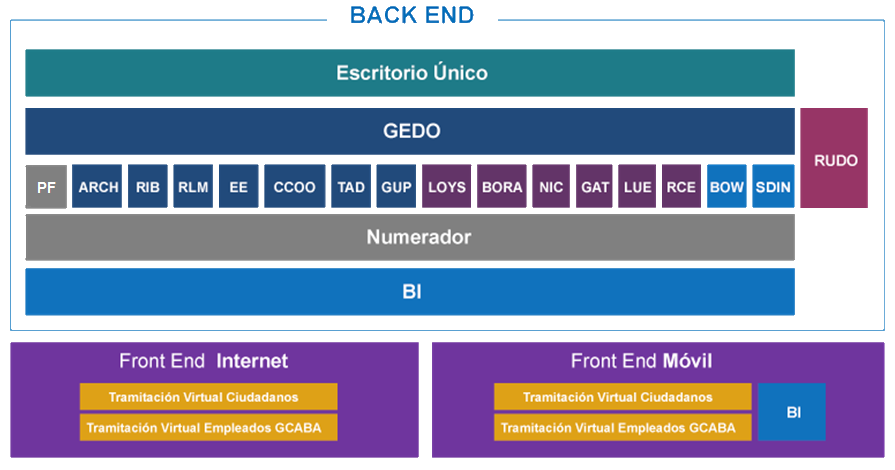 BACK END
Escritorio Único
GEDO
RUDO
PF ARCH RIB RLM EE CCOO TAD GUP LOYS BORA NIC GAT LUE RCE BOW SDIN
Numerador
BI
Front End Internet
Tramitación Virtual Ciudadanos
Tramitación Virtual Empleados GCABA
Front End Móvil
Tramitación Virtual Ciudadanos
Tramitación Virtual Empleados GCABA
BI